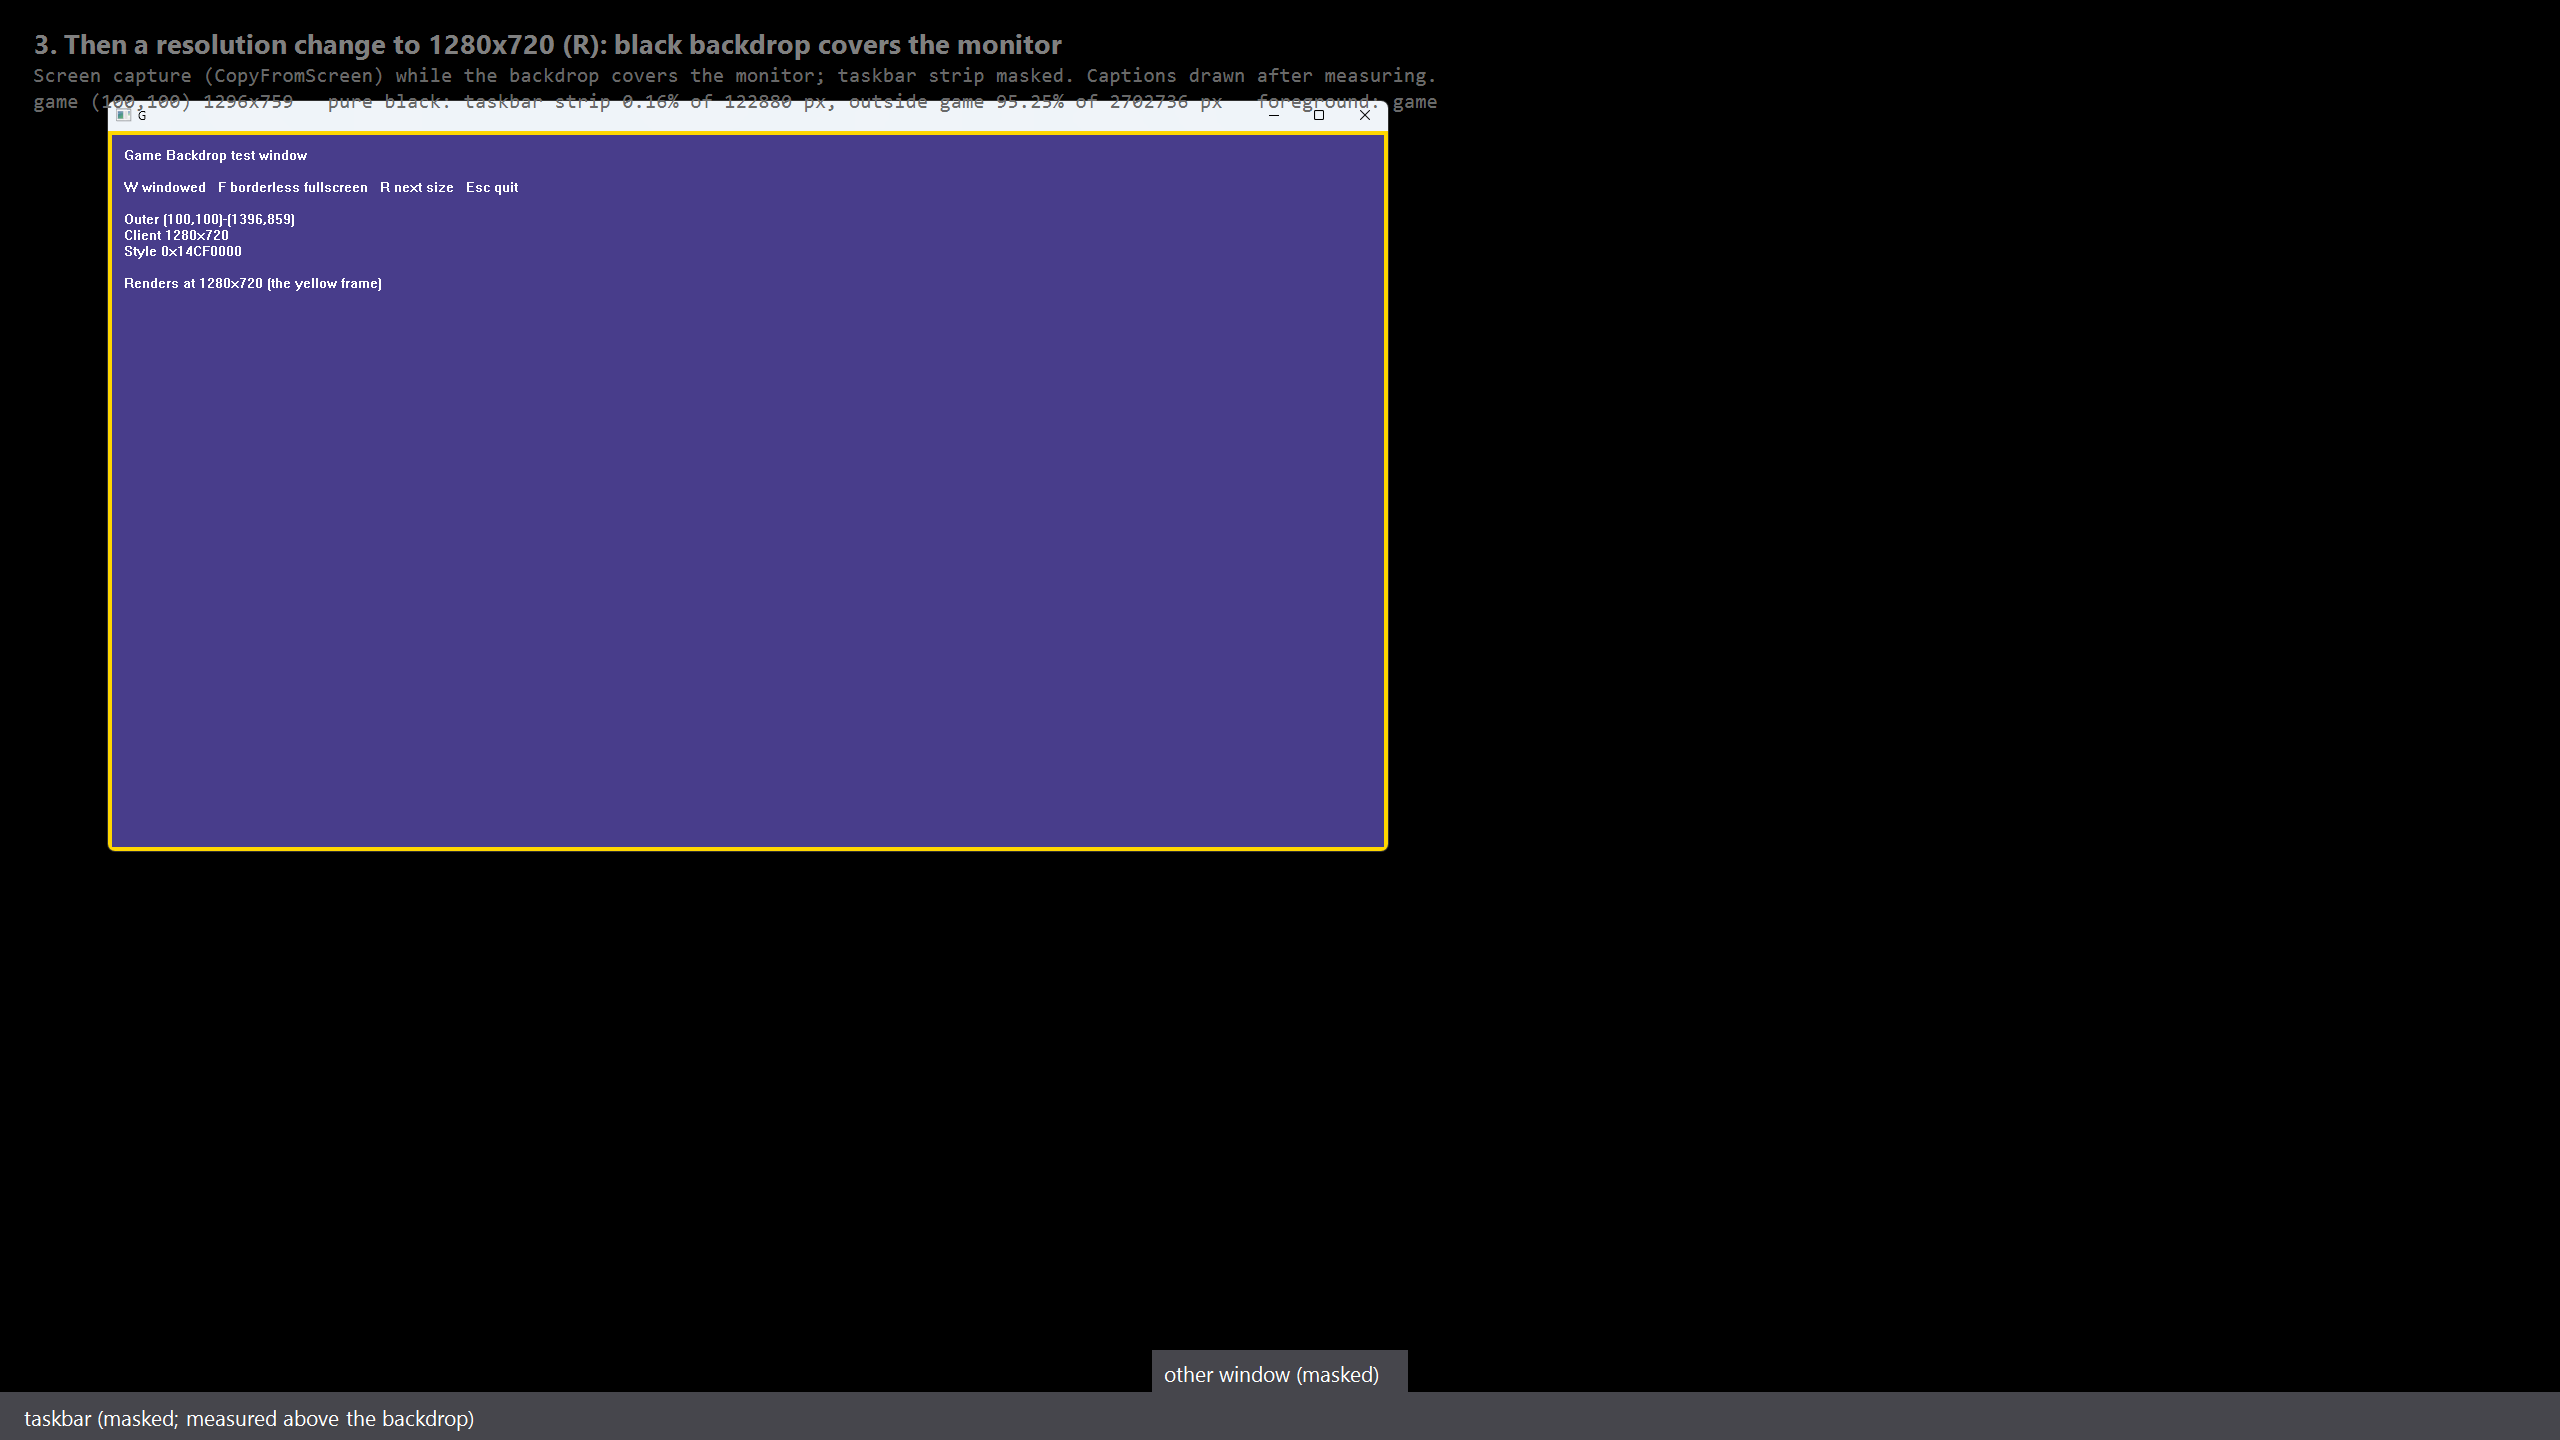 3. Then a resolution change to 1280x720 (R): black backdrop covers the monitor
Screen capture (CopyFromScreen) while the backdrop covers the monitor; taskbar strip masked. Captions drawn after measuring.
game (100,100) 1296x759   pure black: taskbar strip 0.16% of 122880 px, outside game 95.25% of 2702736 px   foreground: game
G
Game Backdrop test window
W windowed   F borderless fullscreen   R next size   Esc quit
Outer (100,100)-(1396,859)
Client 1280x720
Style 0x14CF0000
Renders at 1280x720 (the yellow frame)
other window (masked)
taskbar (masked; measured above the backdrop)